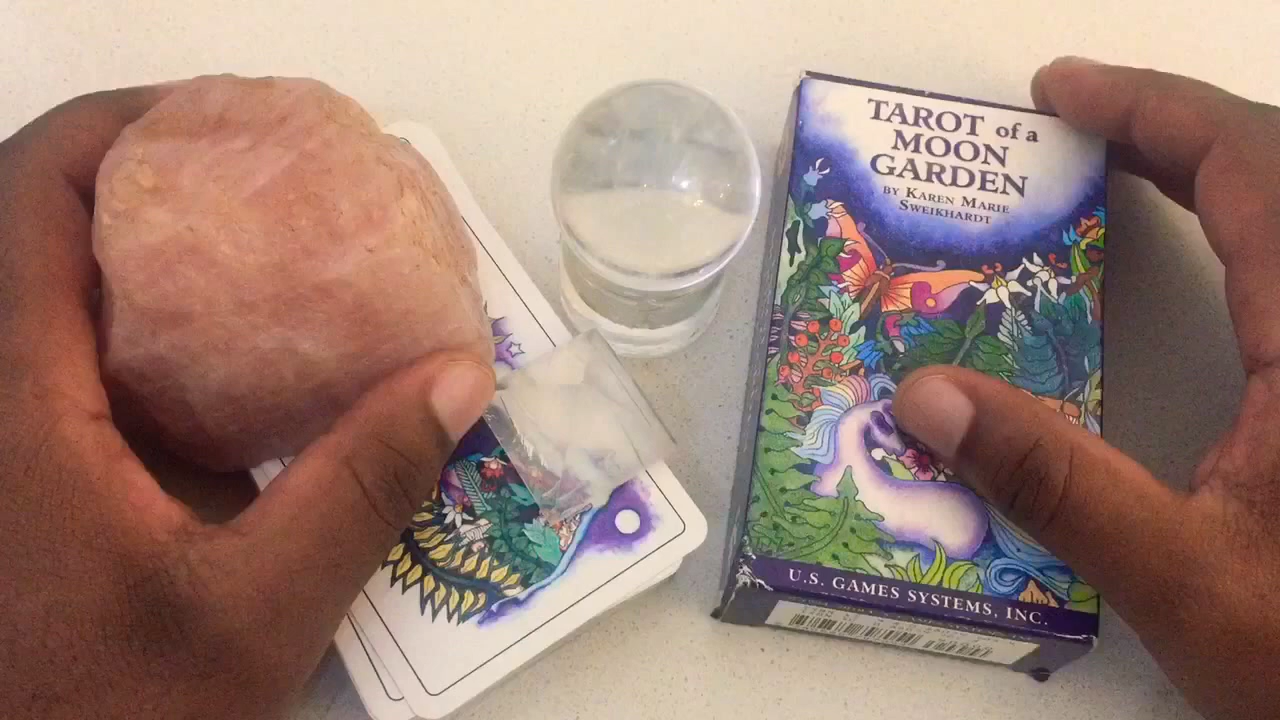 TAROT of a
MOON
GARDEN
BY KAREN MARIE
SWEIKHARDT
U.S. GAMES SYSTEMS, INC.